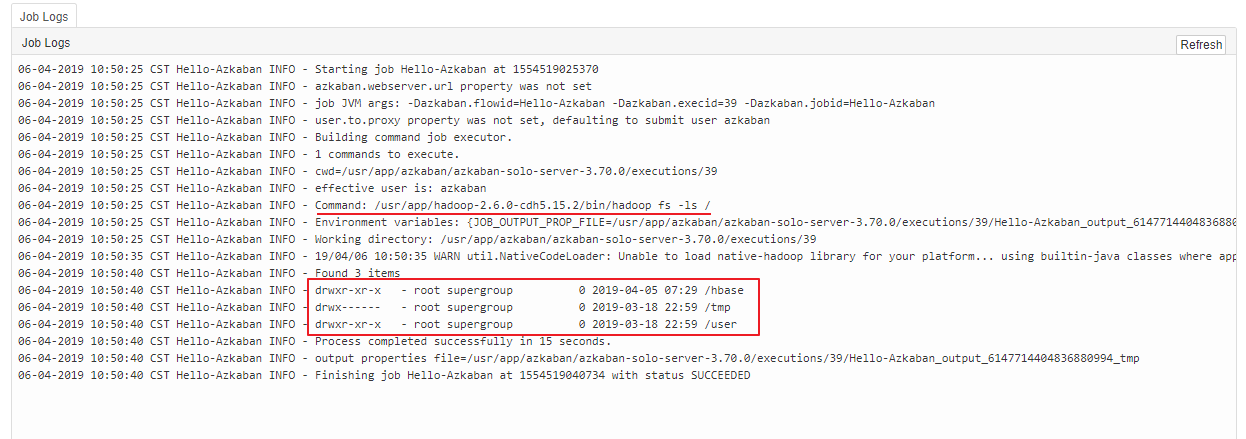 Job Logs
Job Logs
Refresh
06-04-2019 10:50:25 CST Hello-Azkaban INFO - Starting job Hello-Azkaban at 1554519025370
06-04-2019 10:50:25 CST Hello-Azkaban INFO - azkaban.webserver.url property was not set
06-04-2019 10:50:25 CST Hello-Azkaban INFO - job JVM args: -Dazkaban.flowid=Hello-Azkaban -Dazkaban.execid=39 -Dazkaban.jobid=Hello-Azkaban
06-04-2019 10:50:25 CST Hello-Azkaban INFO - user.to.proxy property was not set, defaulting to submit user azkaban
06-04-2019 10:50:25 CST Hello-Azkaban INFO - Building command job executor.
06-04-2019 10:50:25 CST Hello-Azkaban INFO - 1 commands to execute.
06-04-2019 10:50:25 CST Hello-Azkaban INFO - cwd=/usr/app/azkaban/azkaban-solo-server-3.70.0/executions/39
06-04-2019 10:50:25 CST Hello-Azkaban INFO - effective user is: azkaban
06-04-2019 10:50:25 CST Hello-Azkaban INFO - Command: /usr/app/hadoop-2.6.0-cdh5.15.2/bin/hadoop fs -ls /
06-04-2019 10:50:25 CST Hello-Azkaban INFO - Environment variables: {JOB_OUTPUT_PROP_FILE=/usr/app/azkaban/azkaban-solo-server-3.70.0/executions/39/Hello-Azkaban_output_6147714404836880
06-04-2019 10:50:25 CST Hello-Azkaban INFO - Working directory: /usr/app/azkaban/azkaban-solo-server-3.70.0/executions/39
06-04-2019 10:50:35 CST Hello-Azkaban INFO - 19/04/06 10:50:35 WARN util.NativeCodeLoader: Unable to load native-hadoop library for your platform... using builtin-java classes where app
06-04-2019 10:50:40 CST Hello-Azkaban INFO - Found 3 items
06-04-2019 10:50:40 CST Hello-Azkaban INFO - drwxr-xr-x   - root supergroup          0 2019-04-05 07:29 /hbase
06-04-2019 10:50:40 CST Hello-Azkaban INFO - drwx------   - root supergroup          0 2019-03-18 22:59 /tmp
06-04-2019 10:50:40 CST Hello-Azkaban INFO - drwxr-xr-x   - root supergroup          0 2019-03-18 22:59 /user
06-04-2019 10:50:40 CST Hello-Azkaban INFO - Process completed successfully in 15 seconds.
06-04-2019 10:50:40 CST Hello-Azkaban INFO - output properties file=/usr/app/azkaban/azkaban-solo-server-3.70.0/executions/39/Hello-Azkaban_output_6147714404836880994_tmp
06-04-2019 10:50:40 CST Hello-Azkaban INFO - Finishing job Hello-Azkaban at 1554519040734 with status SUCCEEDED